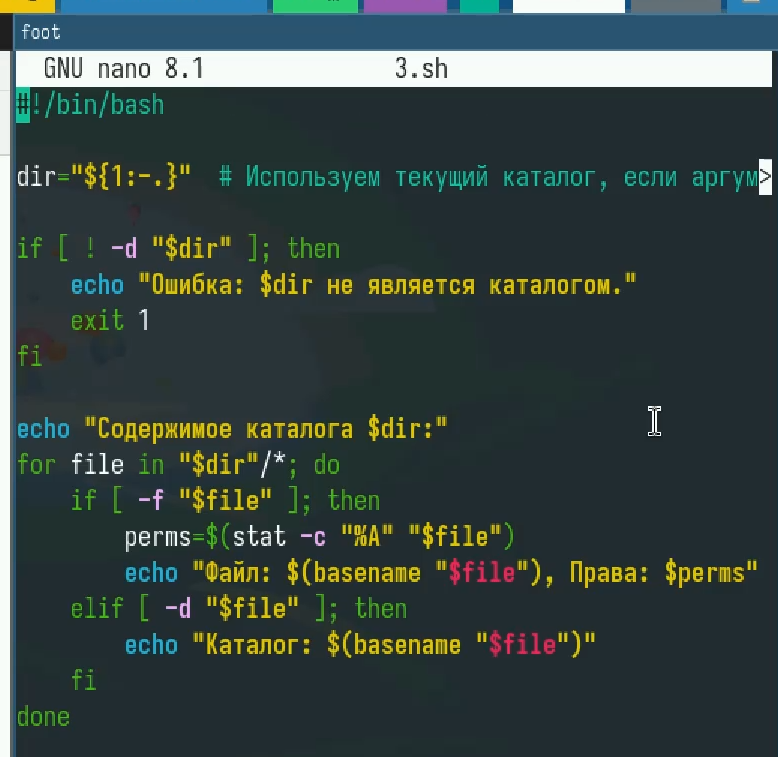 foot
GNU nano 8.1 3.sh
#!/bin/bash
dir="${1:-.}" # Используем текущий каталог, если аргум>
if [ ! -d "$dir" ]; then
echo "Ошибка: $dir не является каталогом."
exit 1
fi
echo "Содержимое каталога $dir:"
for file in "$dir"/*; do
if [ -f "$file" ]; then
perms=$(stat -c "%A" "$file")
echo "Файл: $(basename "$file"), Права: $perms"
elif [ -d "$file" ]; then
echo "Каталог: $(basename "$file")"
fi
done